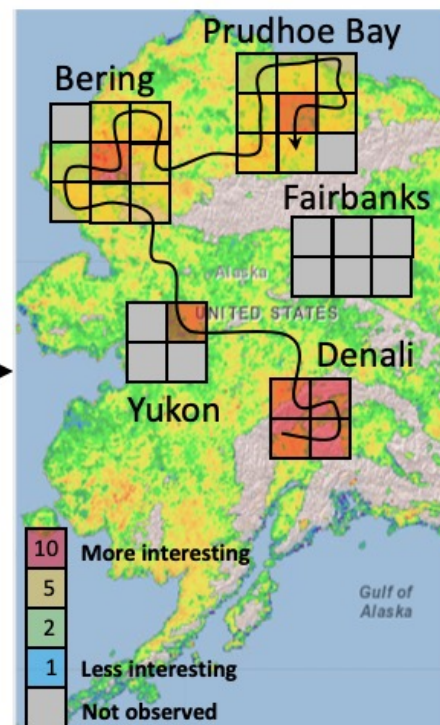 Prudhoe Bay
Bering
Fairbanks
Alaska
UNITED STATES
Denali
Yukon
10 More interesting
5
2
1 Less interesting
Not observed
Gulf of
Alaska